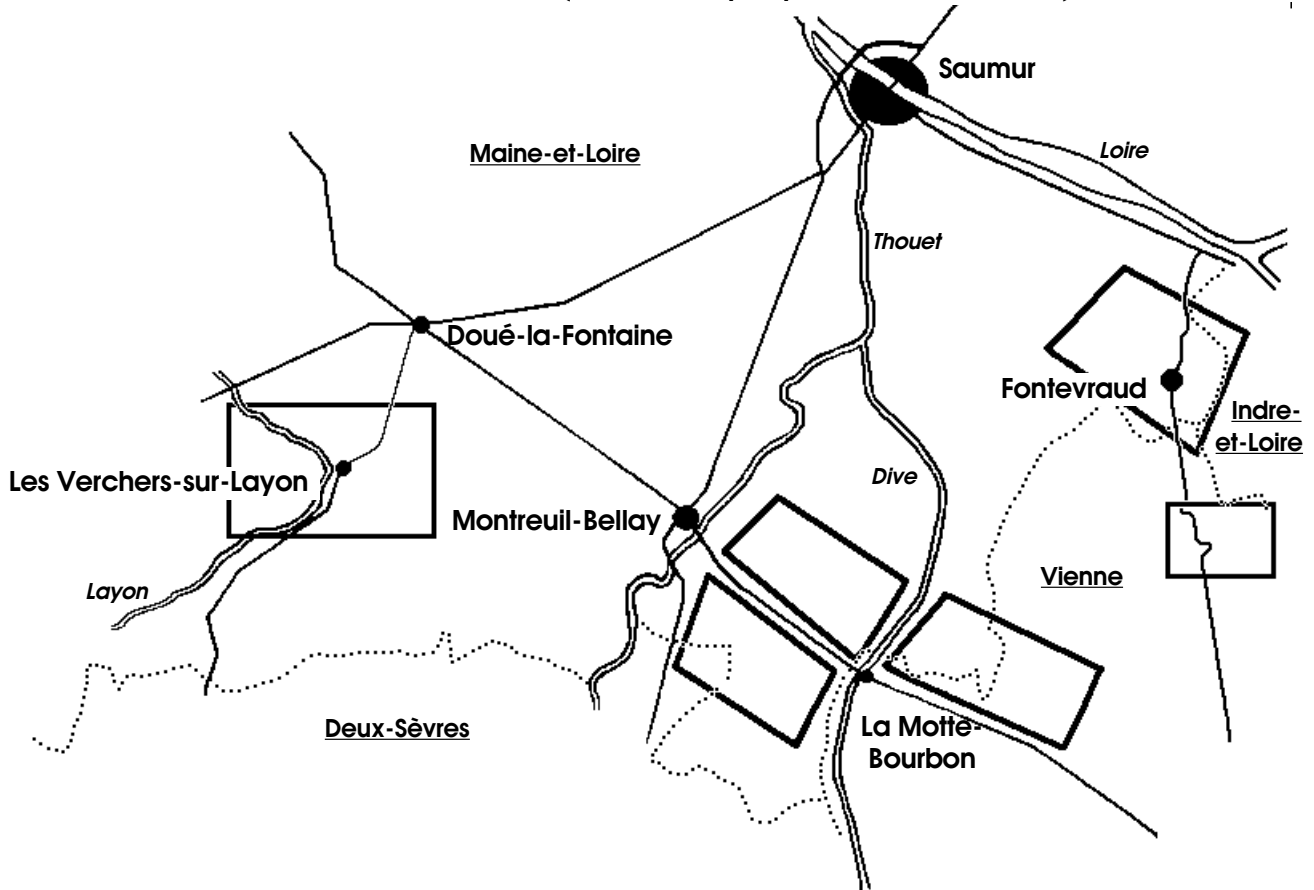 Saumur
Maine-et-Loire
Loire
Thouet
Doué-la-Fontaine
Fontevraud
Indre-
et-Loire
Les Verchers-sur-Layon
Dive
Montreuil-Bellay
Vienne
Layon
Deux-Sèvres
La Motte-
Bourbon